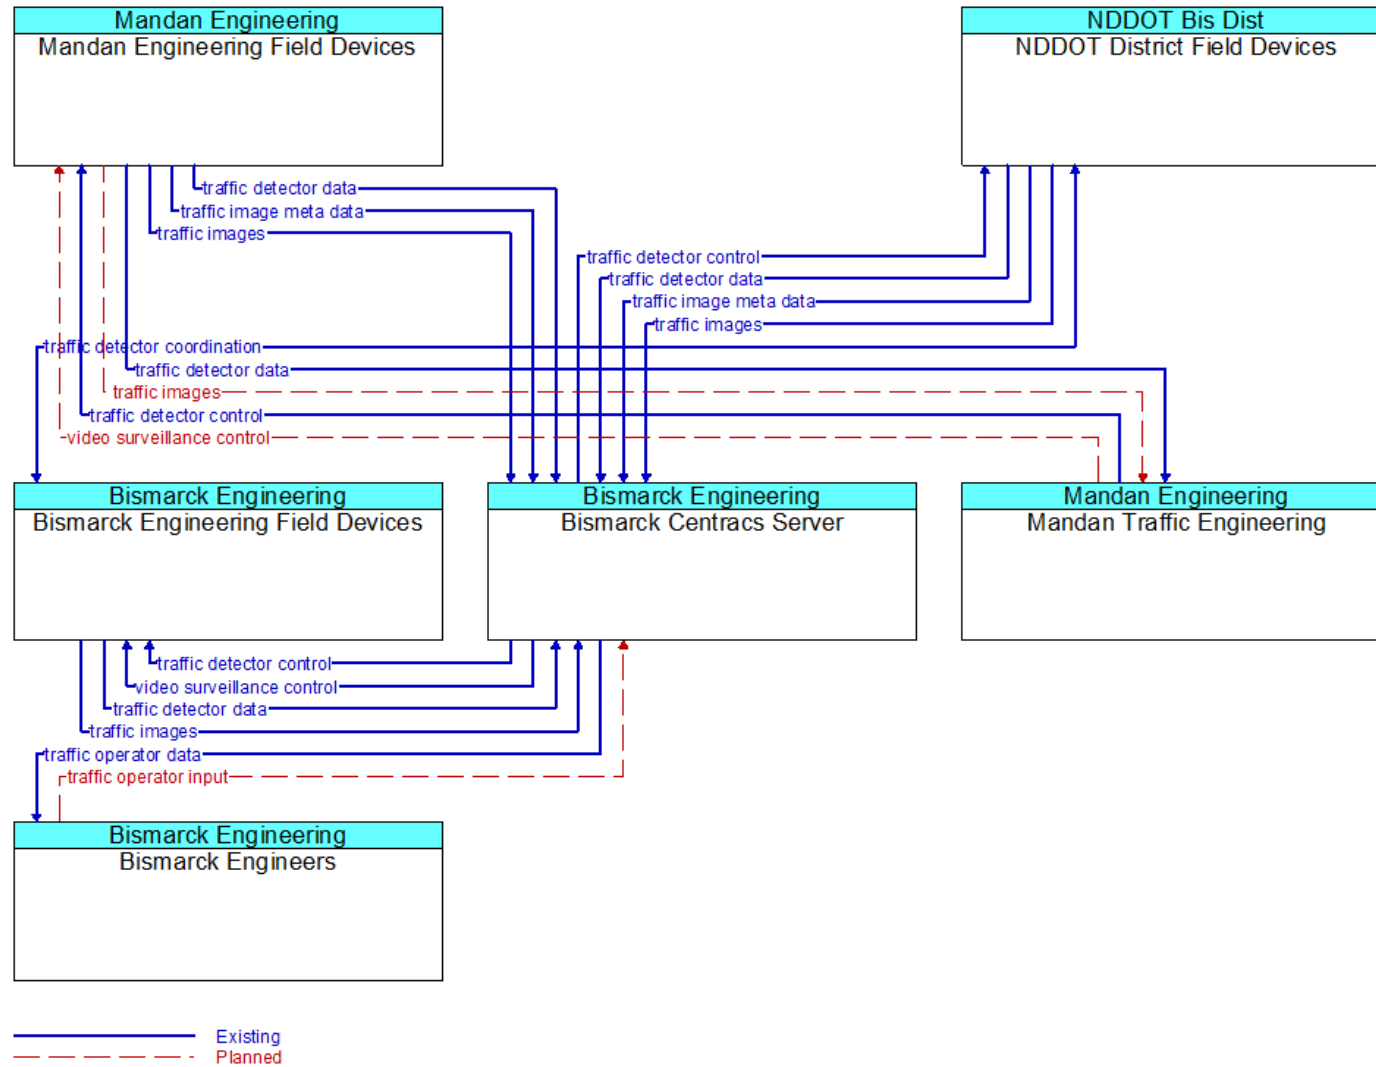 Mandan Engineering
Mandan Engineering Field Devices
NDDOT Bis Dist
NDDOT District Field Devices
traffic detector data
traffic image meta data
traffic images
traffic detector control
traffic detector data
traffic image meta data
traffic images
traffic detector coordination
traffic detector data
traffic images
traffic detector control
video surveillance control
Bismarck Engineering
Bismarck Engineering Field Devices
Bismarck Engineering
Bismarck Centracs Server
Mandan Engineering
Mandan Traffic Engineering
traffic detector control
video surveillance control
traffic detector data
traffic images
traffic operator data
traffic operator input
Bismarck Engineering
Bismarck Engineers
Existing
Planned